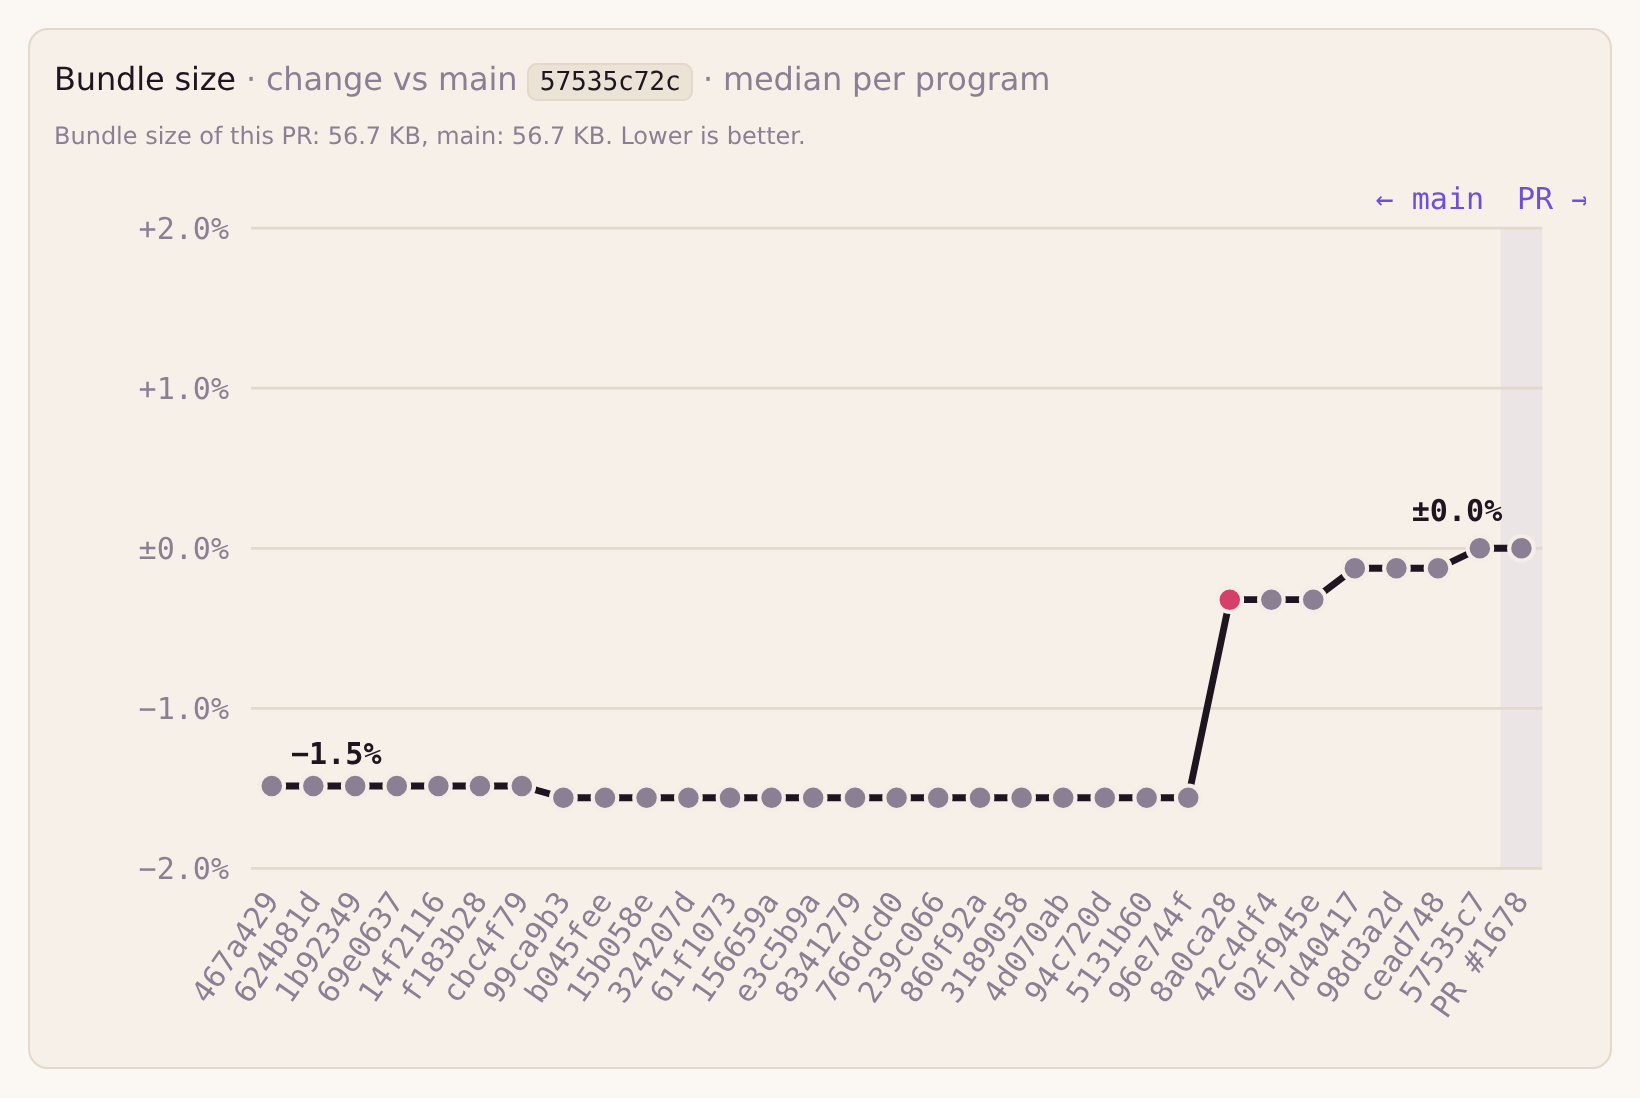 Bundle size · change vs main 57535c72c · median per program
Bundle size of this PR: 56.7 KB, main: 56.7 KB. Lower is better.
← main PR →
+2.0%
+1.0%
±0.0%
−1.0%
−2.0%
−1.5%
±0.0%
467a429
624b81d
1b92349
69e0637
14f2116
f183b28
cbc4f79
99ca9b3
b045fee
15b058e
324207d
61f1073
156659a
e3c5b9a
8341279
766dcd0
239c066
860f92a
3189058
4d070ab
94c720d
5131b60
96e744f
8a0ca28
42c4df4
02f945e
7d40417
98d3a2d
cead748
57535c7
PR #1678